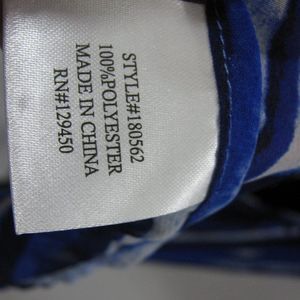 STYLE#180562
100%POLYESTER
MADE IN CHINA
RN#129450